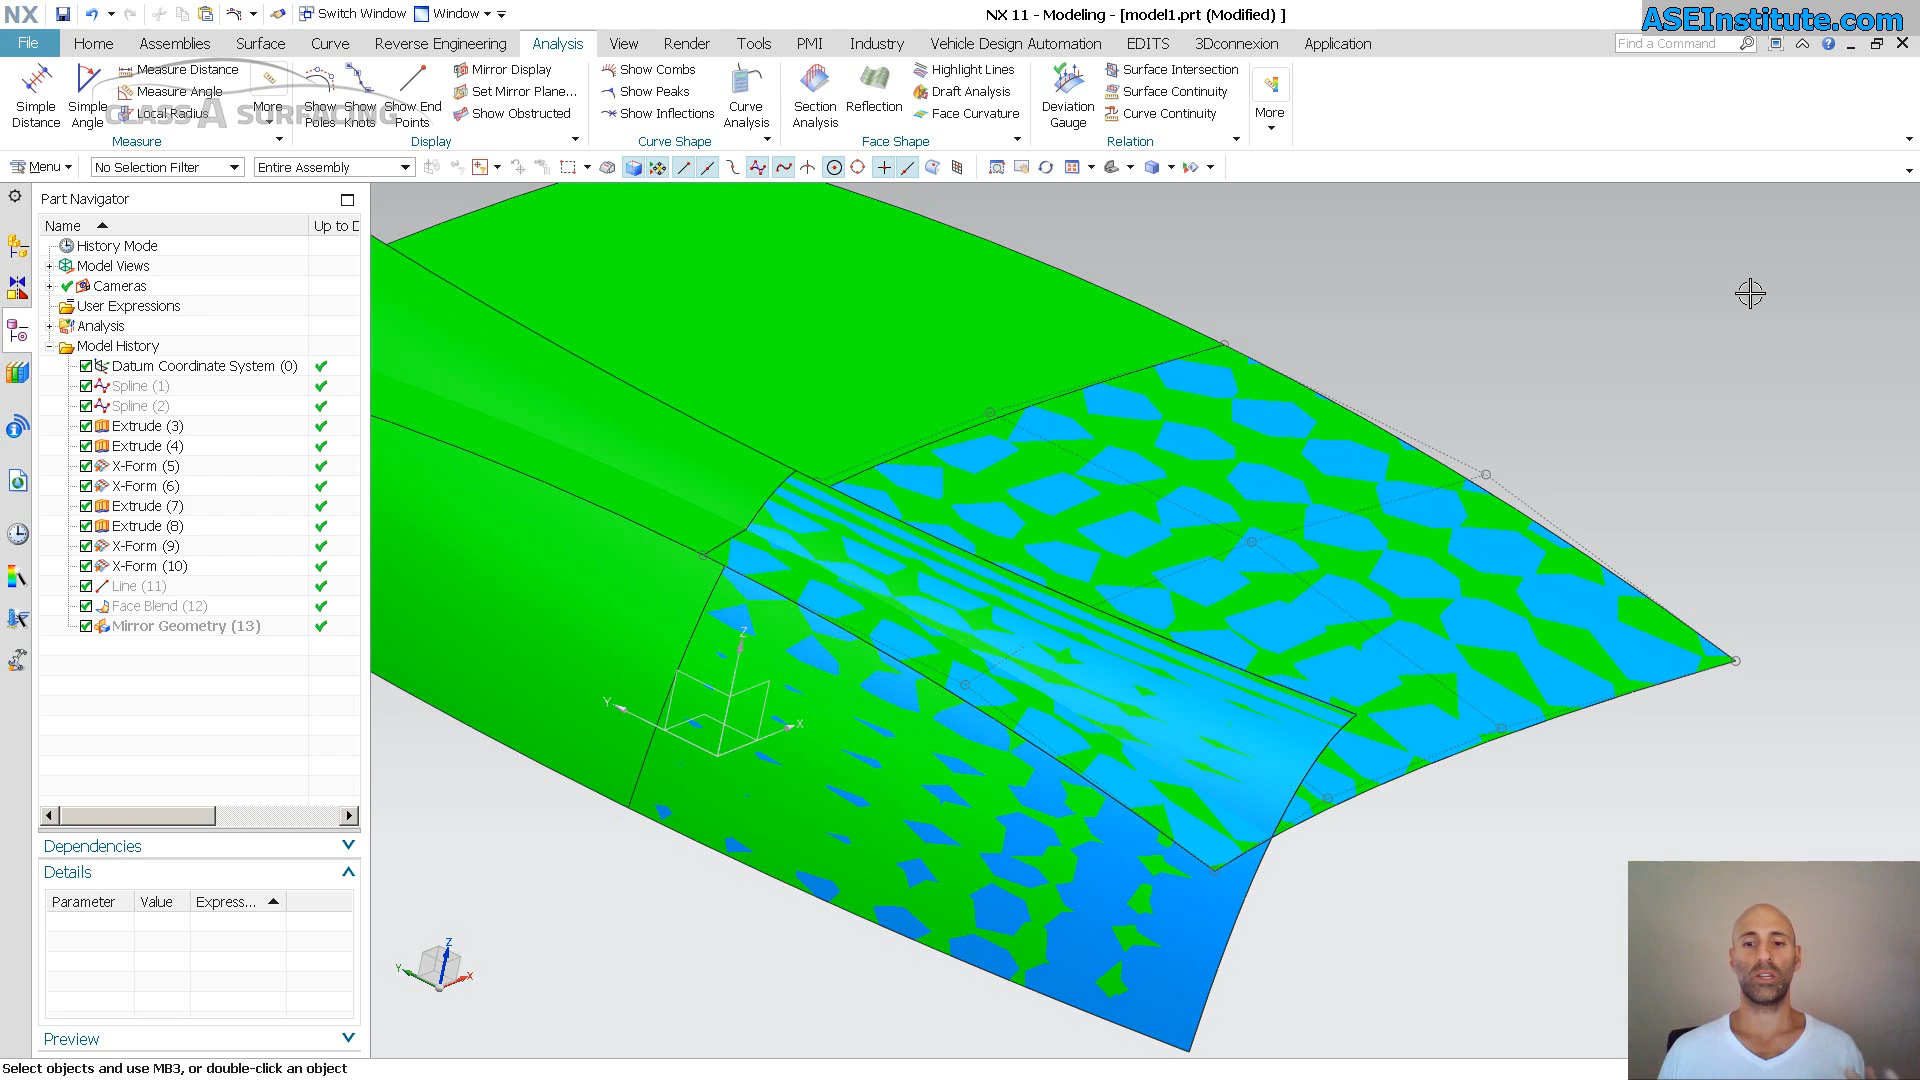 NX
Switch Window
Window
NX 11 - Modeling - [model1.prt (Modified) ]
ASEInstitute.com
File
Home
Assemblies
Surface
Curve
Reverse Engineering
Analysis
View
Render
Tools
PMI
Industry
Vehicle Design Automation
EDITS
3Dconnexion
Application
Find a Command
Simple Distance
Simple Angle
Measure Distance
Measure Angle
Local Radius
More
Measure
CLASS A SURFACING
Show Poles
Show Knots
Show End Points
Mirror Display
Set Mirror Plane...
Show Obstructed
Display
Show Combs
Show Peaks
Show Inflections
Curve Analysis
Curve Shape
Section Analysis
Reflection
Highlight Lines
Draft Analysis
Face Curvature
Face Shape
Deviation Gauge
Surface Intersection
Surface Continuity
Curve Continuity
Relation
More
Menu
No Selection Filter
Entire Assembly
Part Navigator
Name
Up to D
History Mode
Model Views
Cameras
User Expressions
Analysis
Model History
Datum Coordinate System (0)
Spline (1)
Spline (2)
Extrude (3)
Extrude (4)
X-Form (5)
X-Form (6)
Extrude (7)
Extrude (8)
X-Form (9)
X-Form (10)
Line (11)
Face Blend (12)
Mirror Geometry (13)
Dependencies
Details
Parameter
Value
Express...
Preview
Z
Y
X
Z
Y
X
Select objects and use MB3, or double-click an object